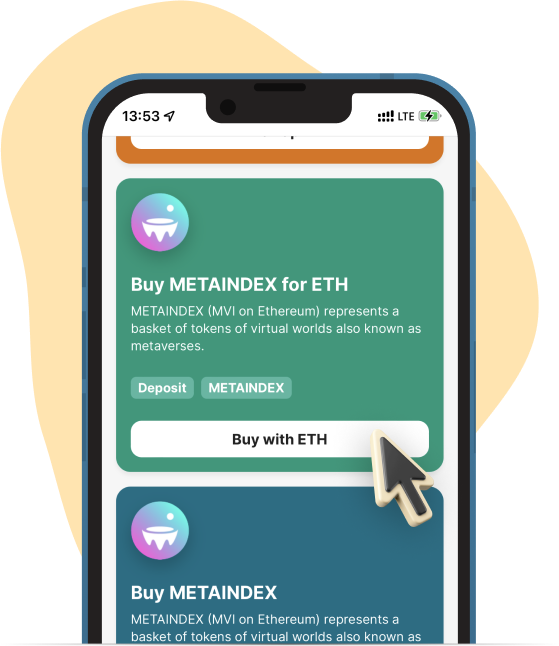 13:53
LTE
Buy METAINDEX for ETH
METAINDEX (MVI on Ethereum) represents a
basket of tokens of virtual worlds also known as
metaverses.
Deposit METAINDEX
Buy with ETH
Buy METAINDEX
METAINDEX (MVI on Ethereum) represents a
basket of tokens of virtual worlds also known as